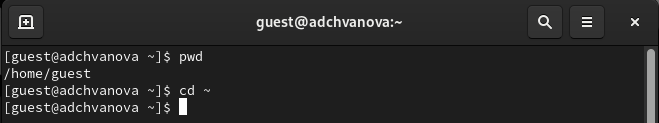 guest@adchvanova:~
[guest@adchvanova ~]$ pwd
/home/guest
[guest@adchvanova ~]$ cd ~
[guest@adchvanova ~]$